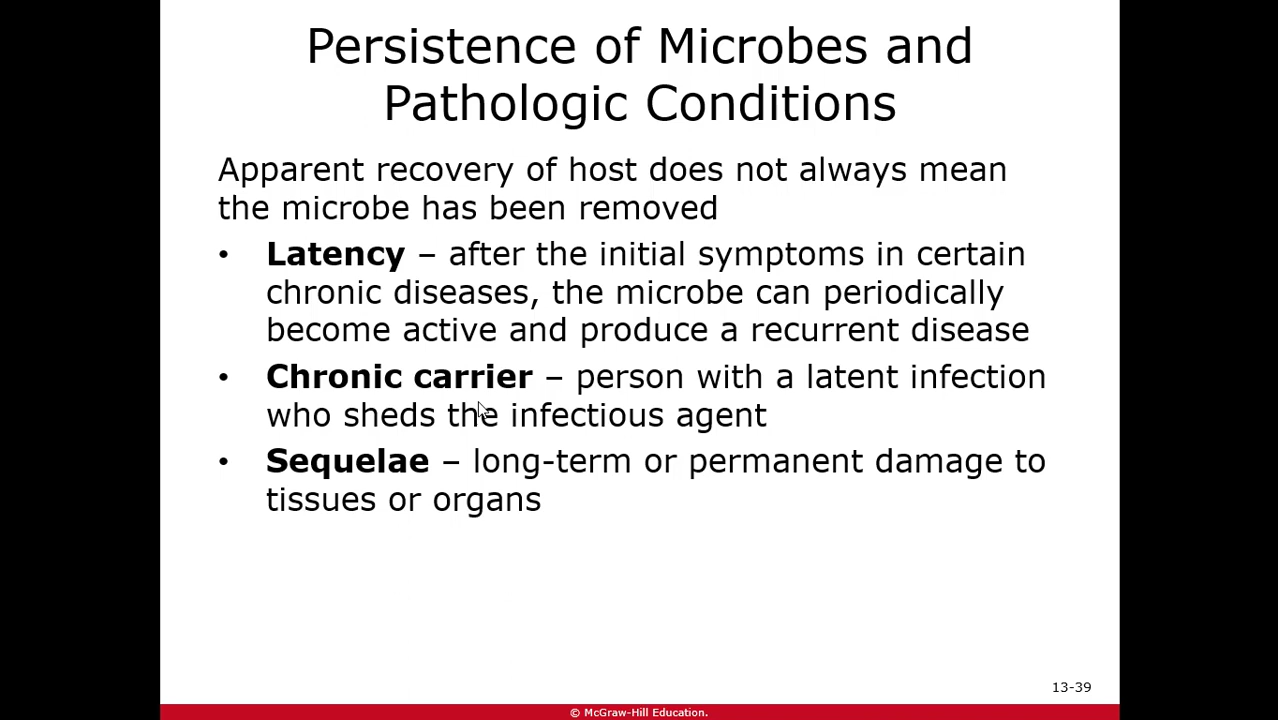 Persistence of Microbes and
Pathologic Conditions
Apparent recovery of host does not always mean
the microbe has been removed
• Latency – after the initial symptoms in certain
chronic diseases, the microbe can periodically
become active and produce a recurrent disease
• Chronic carrier – person with a latent infection
who sheds the infectious agent
• Sequelae – long-term or permanent damage to
tissues or organs
13-39
© McGraw-Hill Education.